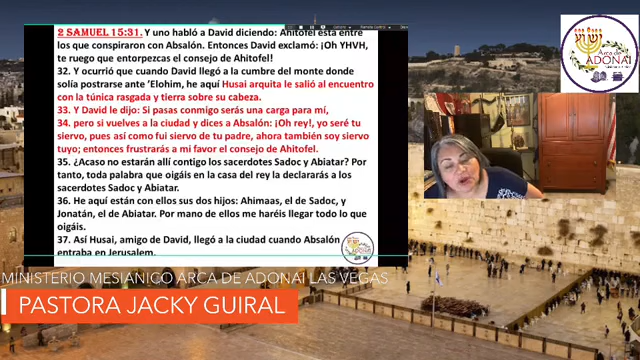 2 SAMUEL 15:31. Y uno habló a David diciendo: Ahitofel está entre
los que conspiraron con Absalón. Entonces David exclamó: ¡Oh YHVH,
te ruego que entorpezcas el consejo de Ahitofel!
32. Y ocurrió que cuando David llegó a la cumbre del monte donde
solía postrarse ante 'Elohim, he aquí Husai arquita le salió al encuentro
con la túnica rasgada y tierra sobre su cabeza.
33. Y David le dijo: Si pasas conmigo serás una carga para mí,
34. pero si vuelves a la ciudad y dices a Absalón: ¡Oh rey!, yo seré tu
siervo, pues así como fui siervo de tu padre, ahora también soy siervo
tuyo; entonces frustrarás a mi favor el consejo de Ahitofel.
35. ¿Acaso no estarán allí contigo los sacerdotes Sadoc y Abiatar? Por
tanto, toda palabra que oigáis en la casa del rey la declararás a los
sacerdotes Sadoc y Abiatar.
36. He aquí están con ellos sus dos hijos: Ahimaas, el de Sadoc, y
Jonatán, el de Abiatar. Por mano de ellos me haréis llegar todo lo que
oigáis.
37. Así Husai, amigo de David, llegó a la ciudad cuando Absalón
entraba en Jerusalem.
ישוע
Arca de
ADONAI
MINISTERIO MESIANICO ARCA DE ADONAI LAS VEGAS
PASTORA JACKY GUIRAL